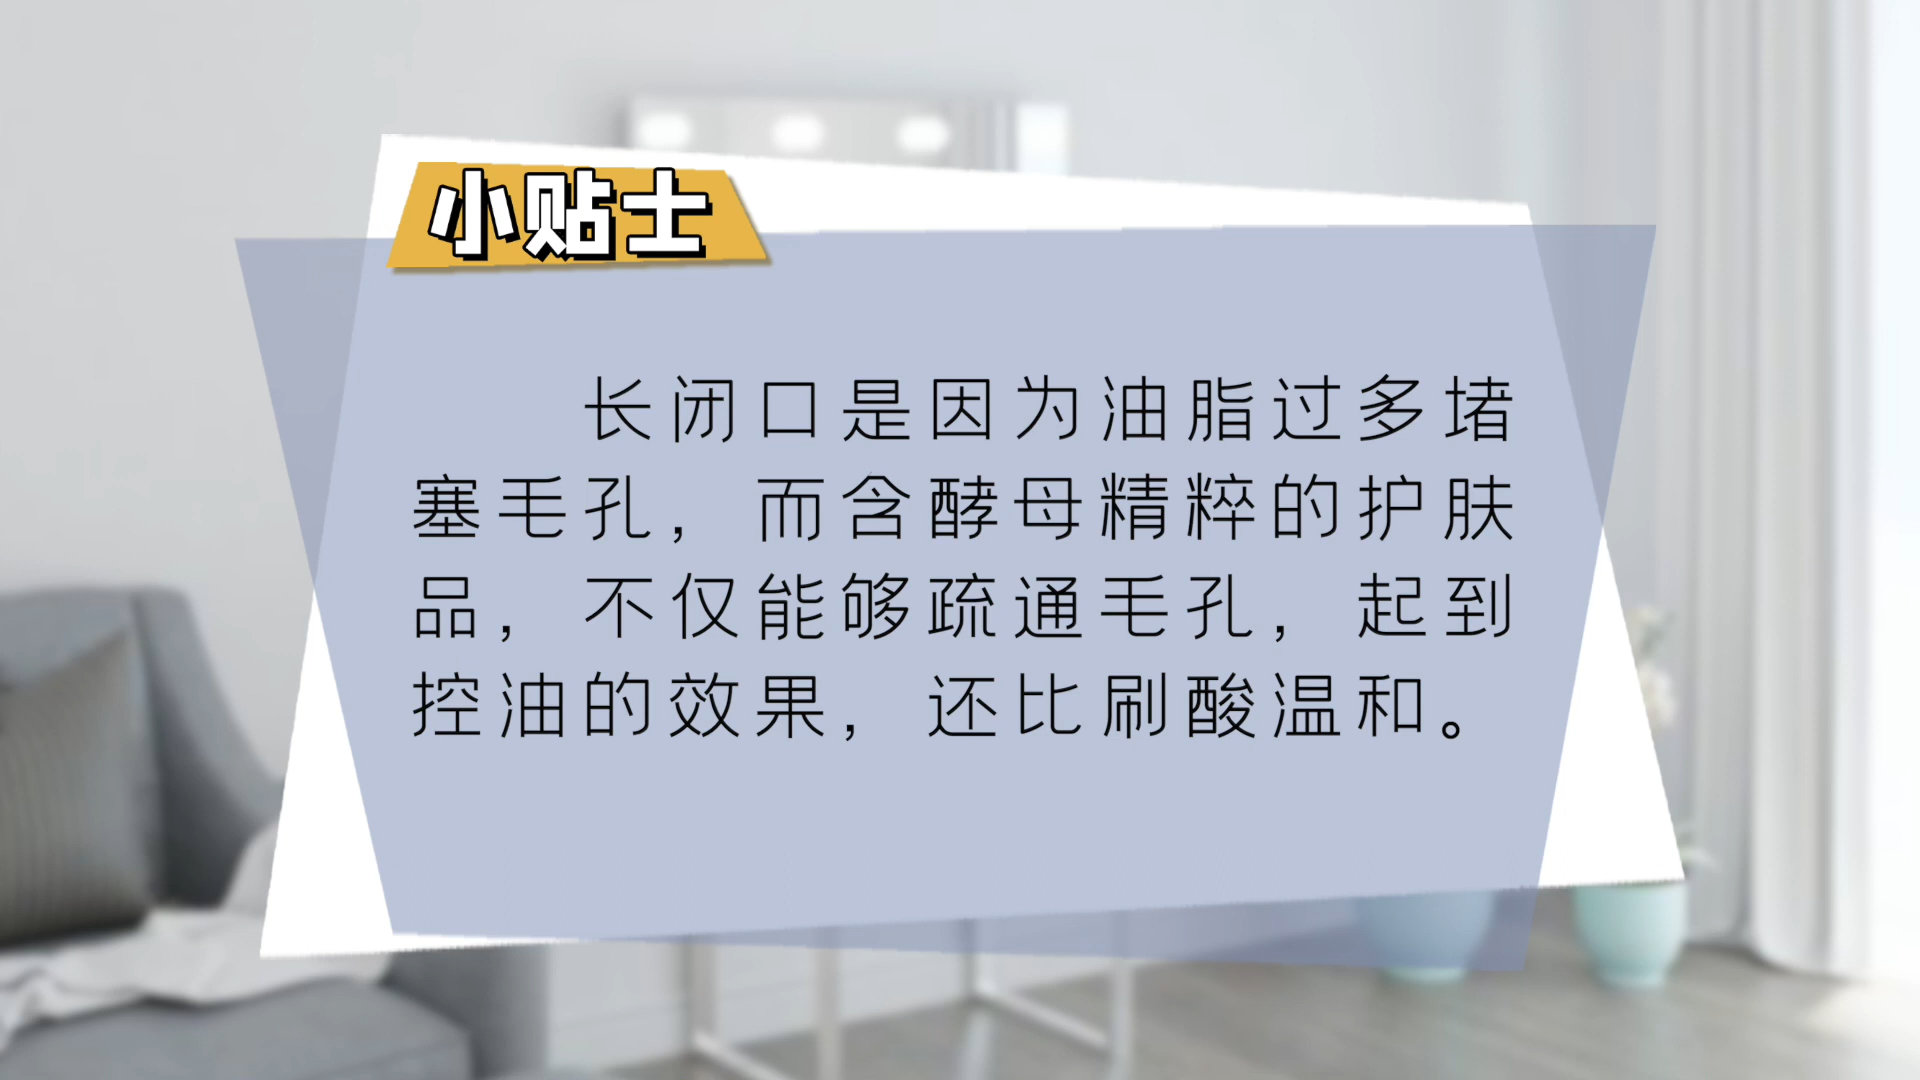 小贴士
长闭口是因为油脂过多堵
塞毛孔，而含酵母精粹的护肤
品，不仅能够疏通毛孔，起到
控油的效果，还比刷酸温和。